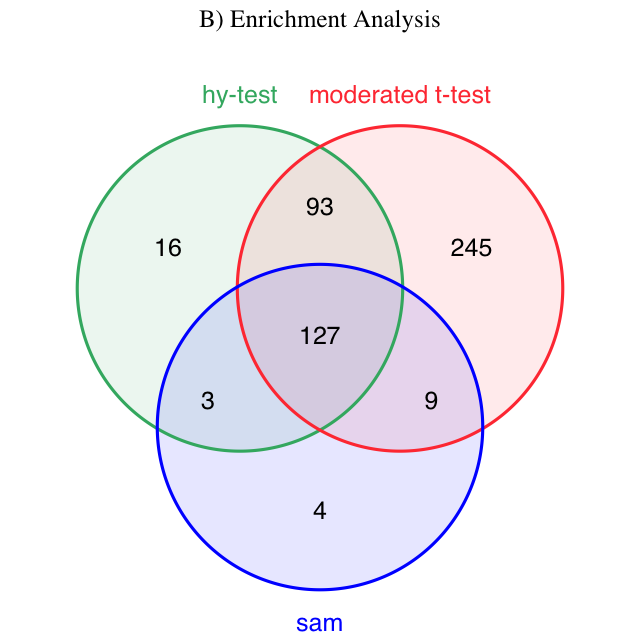 B) Enrichment Analysis
hy-test moderated t-test
93
16 245
127
3 9
4
sam